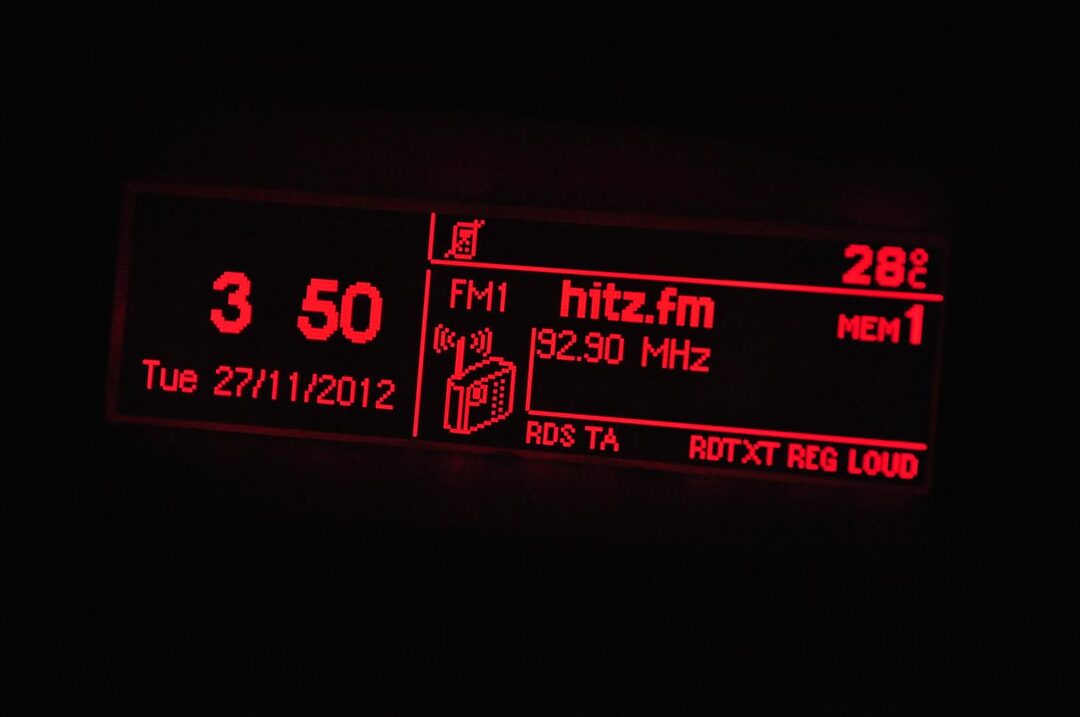 3 50
Tue 27/11/2012
28°C
FM1 hitz.fm MEM1
92.90 MHz
RDS TA RDTXT REG LOUD